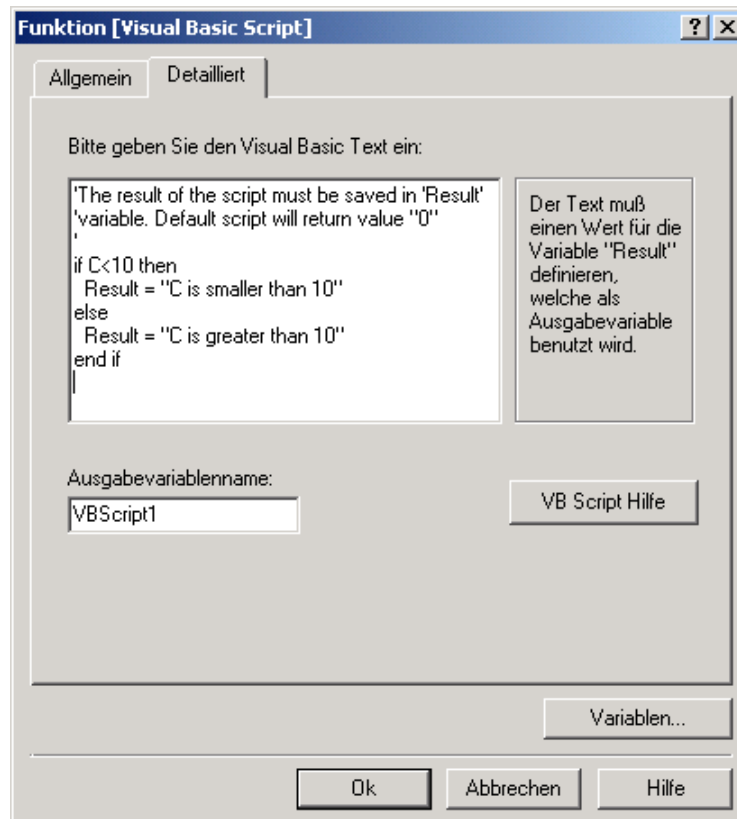 Funktion [Visual Basic Script]
Allgemein
Detailliert
Bitte geben Sie den Visual Basic Text ein:
'The result of the script must be saved in 'Result'
'variable. Default script will return value "0"
'
if C<10 then
  Result = "C is smaller than 10"
else
  Result = "C is greater than 10"
end if
Der Text muß
einen Wert für die
Variable "Result"
definieren,
welche als
Ausgabevariable
benutzt wird.
Ausgabevariablenname:
VBScript1
VB Script Hilfe
Variablen...
Ok
Abbrechen
Hilfe